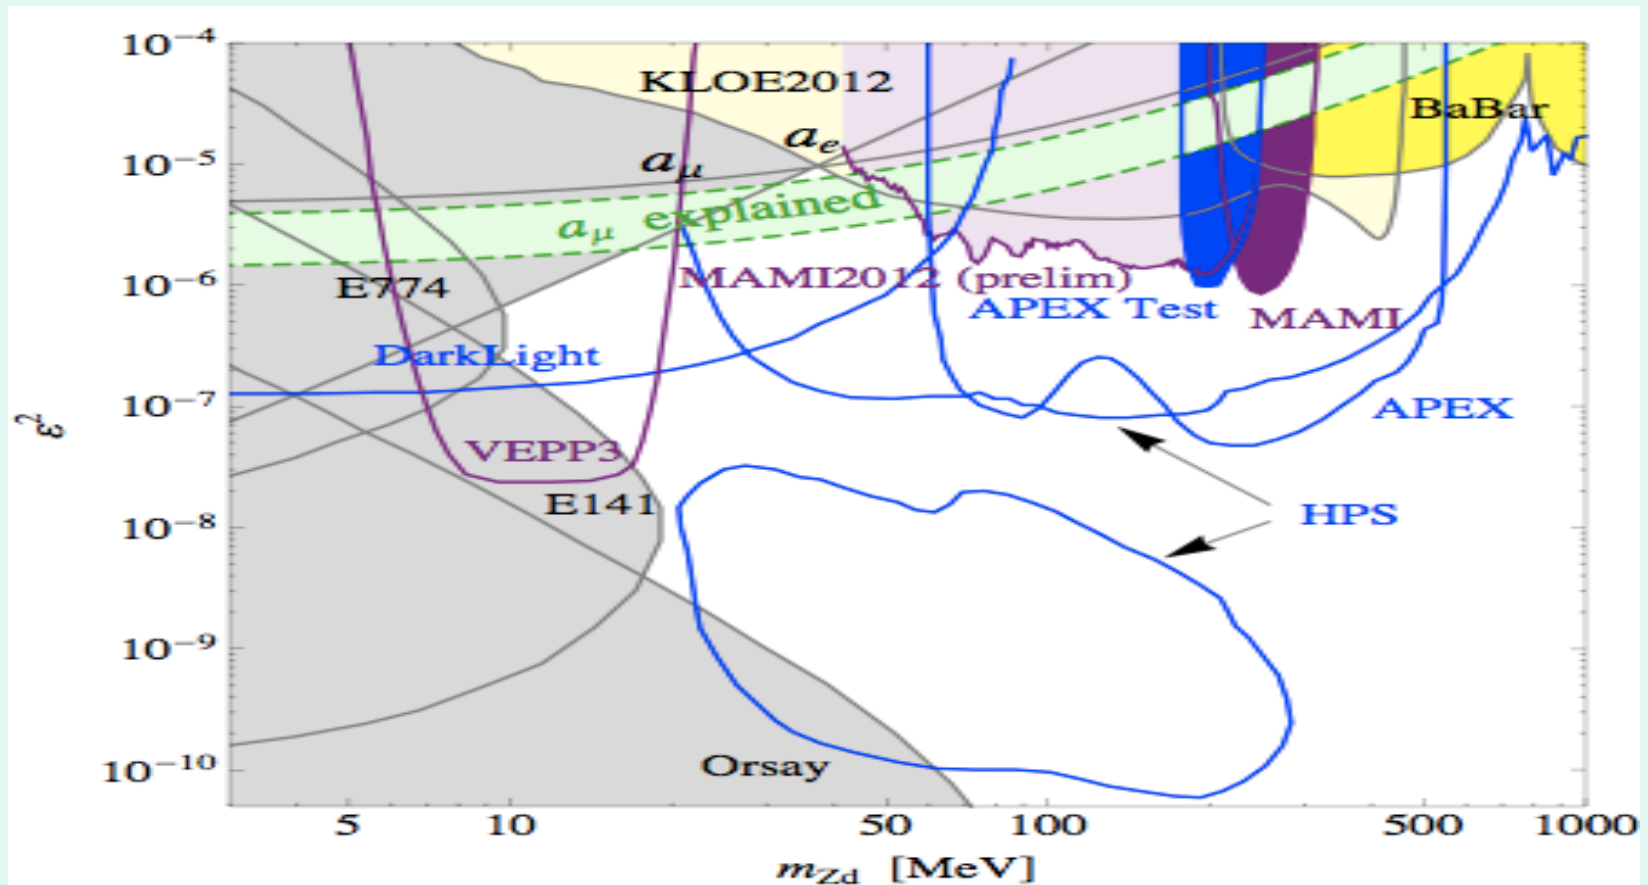 10⁻⁴
KLOE2012
BaBar
a_e
10⁻⁵
a_μ
a_μ explained
10⁻⁶
E774
MAMI2012 (prelim)
APEX Test
MAMI
DarkLight
10⁻⁷
APEX
ε²
VEPP3
E141
HPS
10⁻⁸
10⁻⁹
10⁻¹⁰
Orsay
5 10 50 100 500 1000
m_Zd [MeV]